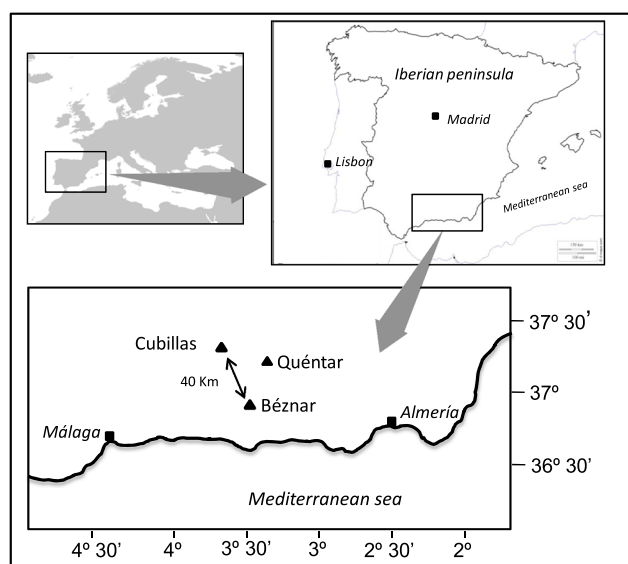 Iberian peninsula
Madrid
Lisbon
Mediterranean sea
Cubillas
Quéntar
40 Km
Béznar
Málaga
Almería
Mediterranean sea
37º 30'
37º
36º 30'
4º 30' 4º 3º 30' 3º 2º 30' 2º